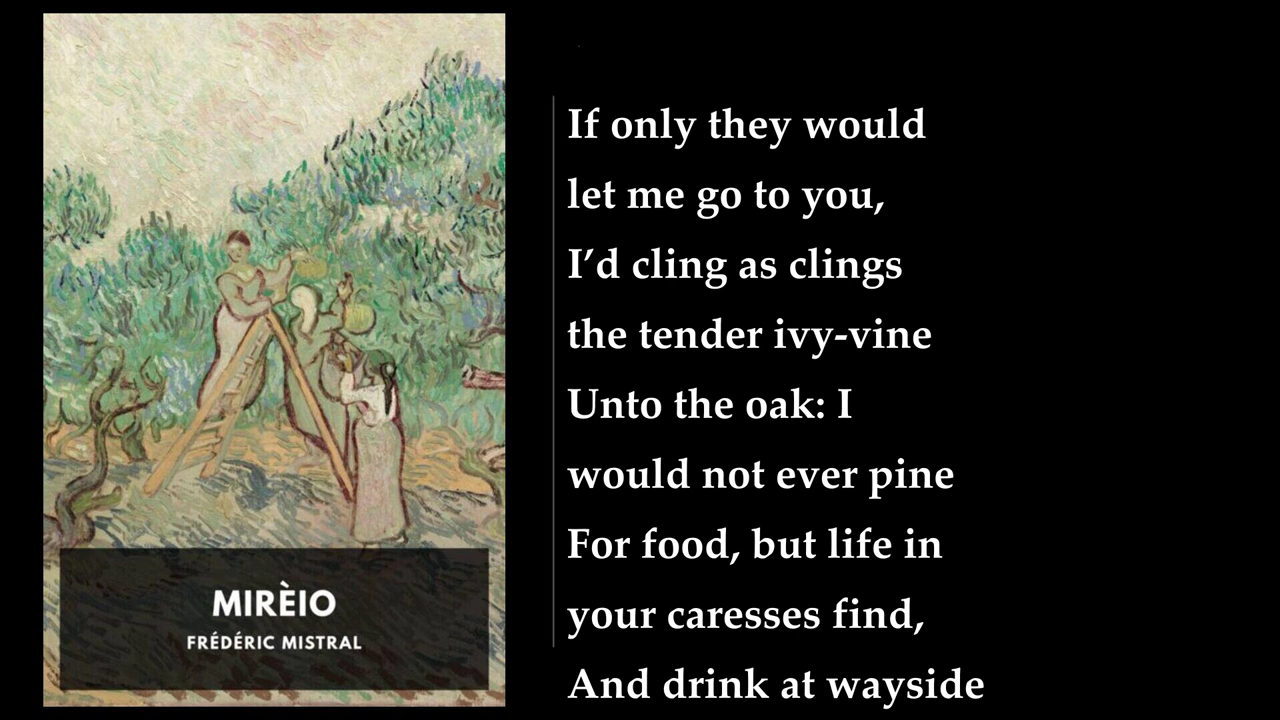 MIRÈIO
FRÉDÉRIC MISTRAL
If only they would
let me go to you,
I’d cling as clings
the tender ivy-vine
Unto the oak: I
would not ever pine
For food, but life in
your caresses find,
And drink at wayside